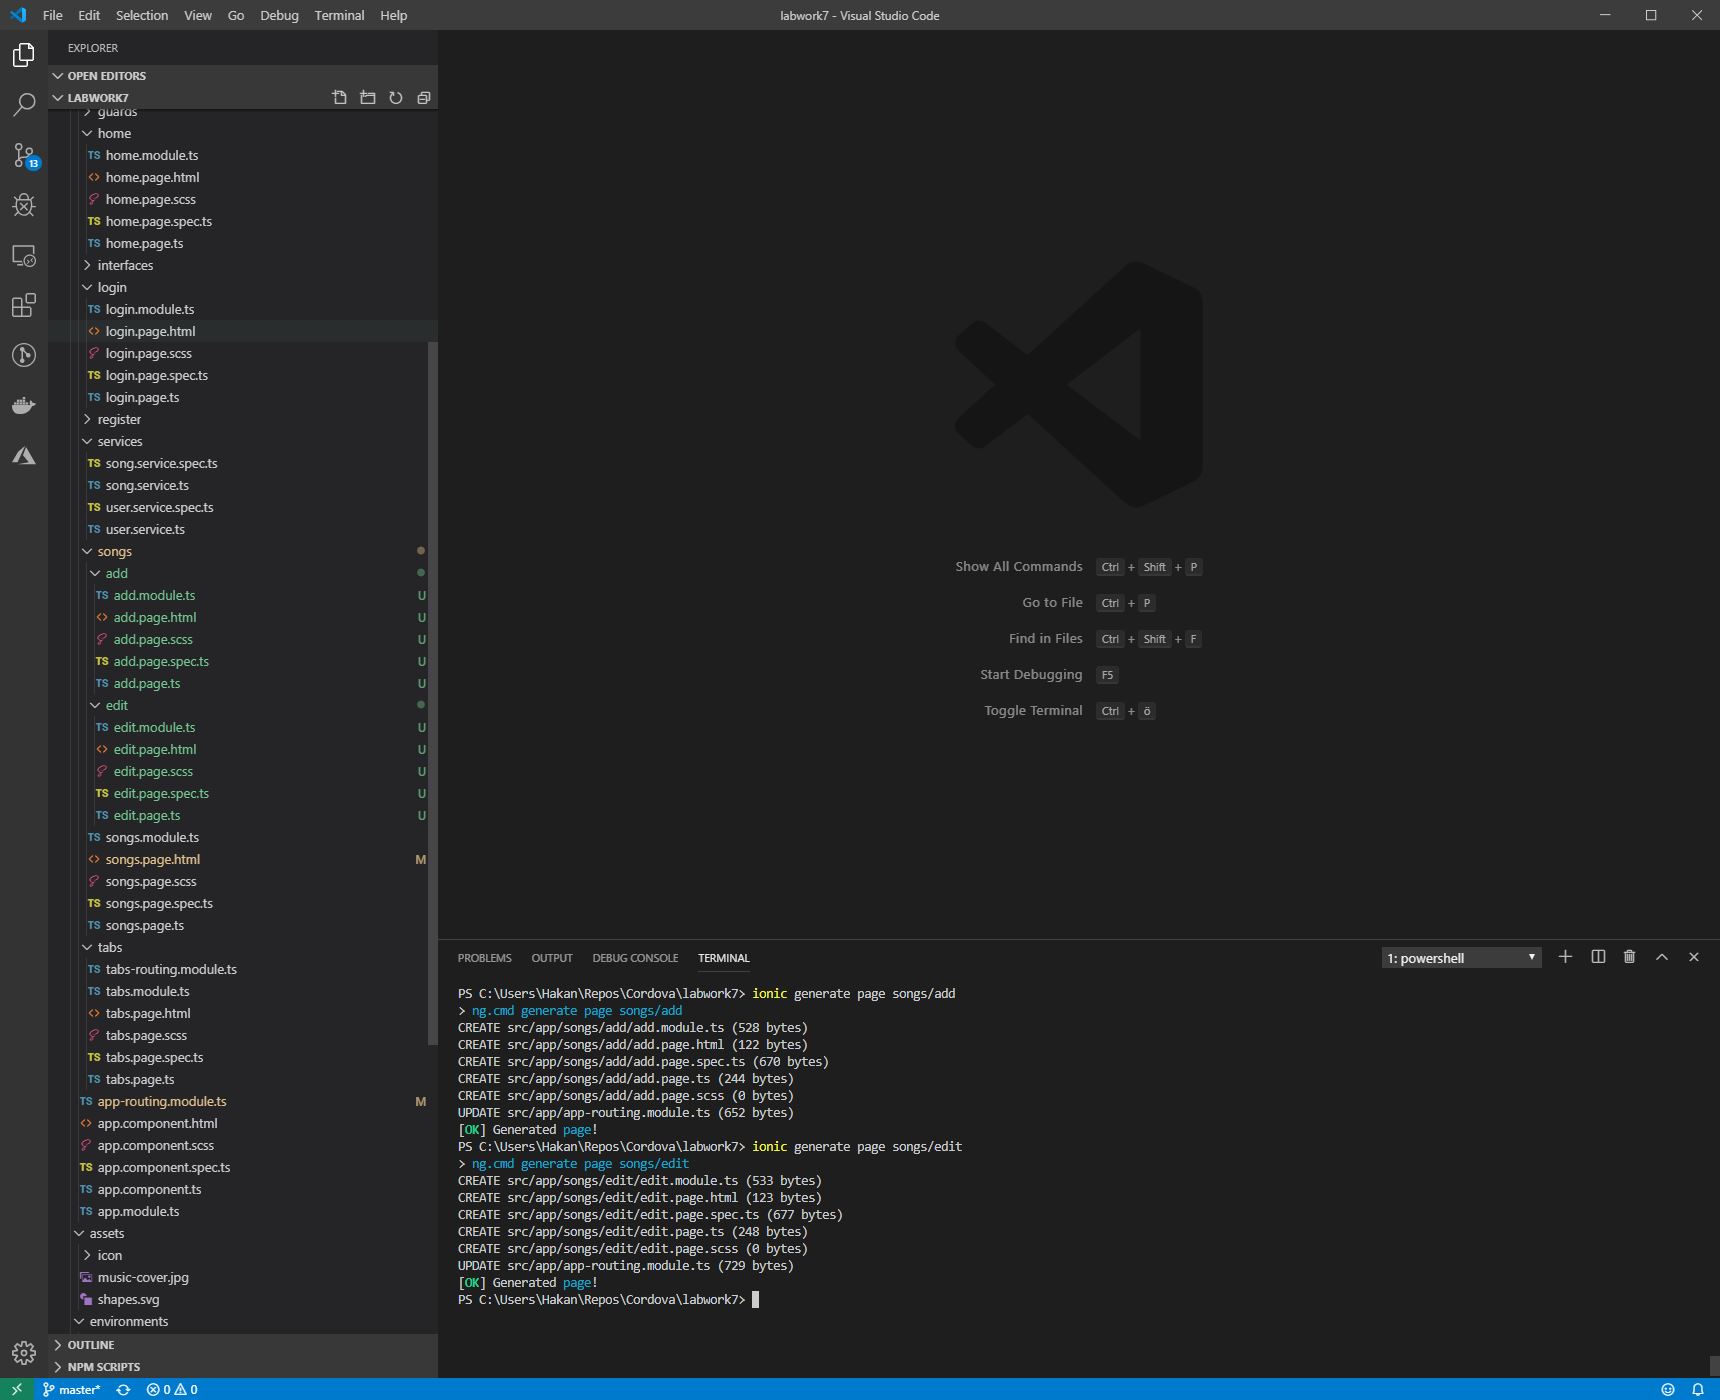 File Edit Selection View Go Debug Terminal Help
labwork7 - Visual Studio Code
EXPLORER
OPEN EDITORS
LABWORK7
guards
home
TS home.module.ts
<> home.page.html
home.page.scss
TS home.page.spec.ts
TS home.page.ts
interfaces
login
TS login.module.ts
<> login.page.html
login.page.scss
TS login.page.spec.ts
TS login.page.ts
register
services
TS song.service.spec.ts
TS song.service.ts
TS user.service.spec.ts
TS user.service.ts
songs
add
TS add.module.ts U
<> add.page.html U
add.page.scss U
TS add.page.spec.ts U
TS add.page.ts U
edit
TS edit.module.ts U
<> edit.page.html U
edit.page.scss U
TS edit.page.spec.ts U
TS edit.page.ts U
TS songs.module.ts
<> songs.page.html M
songs.page.scss
TS songs.page.spec.ts
TS songs.page.ts
tabs
TS tabs-routing.module.ts
TS tabs.module.ts
<> tabs.page.html
tabs.page.scss
TS tabs.page.spec.ts
TS tabs.page.ts
TS app-routing.module.ts M
<> app.component.html
app.component.scss
TS app.component.spec.ts
TS app.component.ts
TS app.module.ts
assets
icon
music-cover.jpg
shapes.svg
environments
OUTLINE
NPM SCRIPTS
13
Show All Commands Ctrl + Shift + P
Go to File Ctrl + P
Find in Files Ctrl + Shift + F
Start Debugging F5
Toggle Terminal Ctrl + ö
PROBLEMS OUTPUT DEBUG CONSOLE TERMINAL 1: powershell
PS C:\Users\Hakan\Repos\Cordova\labwork7> ionic generate page songs/add
> ng.cmd generate page songs/add
CREATE src/app/songs/add/add.module.ts (528 bytes)
CREATE src/app/songs/add/add.page.html (122 bytes)
CREATE src/app/songs/add/add.page.spec.ts (670 bytes)
CREATE src/app/songs/add/add.page.ts (244 bytes)
CREATE src/app/songs/add/add.page.scss (0 bytes)
UPDATE src/app/app-routing.module.ts (652 bytes)
[OK] Generated page!
PS C:\Users\Hakan\Repos\Cordova\labwork7> ionic generate page songs/edit
> ng.cmd generate page songs/edit
CREATE src/app/songs/edit/edit.module.ts (533 bytes)
CREATE src/app/songs/edit/edit.page.html (123 bytes)
CREATE src/app/songs/edit/edit.page.spec.ts (677 bytes)
CREATE src/app/songs/edit/edit.page.ts (248 bytes)
CREATE src/app/songs/edit/edit.page.scss (0 bytes)
UPDATE src/app/app-routing.module.ts (729 bytes)
[OK] Generated page!
PS C:\Users\Hakan\Repos\Cordova\labwork7>
master* 0 0